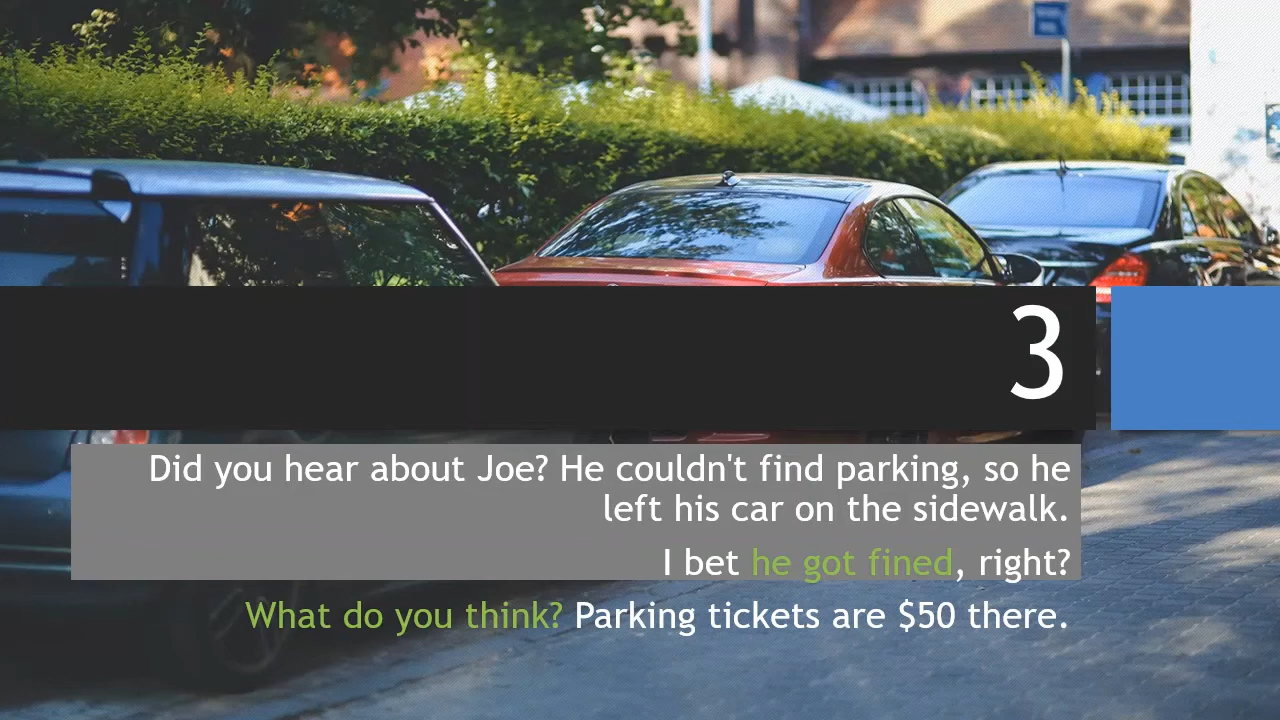 3
Did you hear about Joe? He couldn't find parking, so he
left his car on the sidewalk.
I bet he got fined, right?
What do you think? Parking tickets are $50 there.